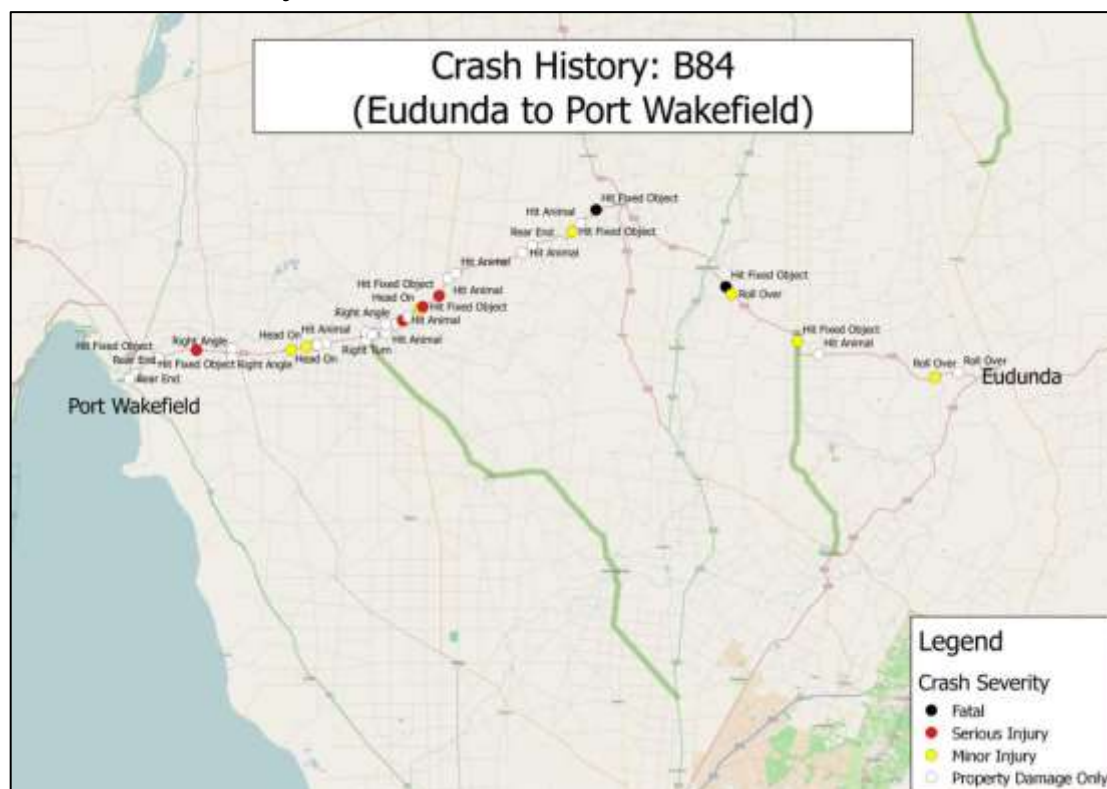 Crash History: B84
(Eudunda to Port Wakefield)
Hit Fixed Object
Hit Animal
Rear End
Hit Fixed Object
Hit Animal
Hit Animal
Hit Fixed Object
Hit Animal
Head On
Hit Fixed Object
Right Angle
Hit Animal
Hit Animal
Right Turn
Hit Animal
Head On
Head On
Right Angle
Hit Fixed Object
Rear End
Hit Fixed Object
Right Angle
Rear End
Port Wakefield
Hit Fixed Object
Roll Over
Hit Fixed Object
Hit Animal
Roll Over
Roll Over
Eudunda
Legend
Crash Severity
Fatal
Serious Injury
Minor Injury
Property Damage Only